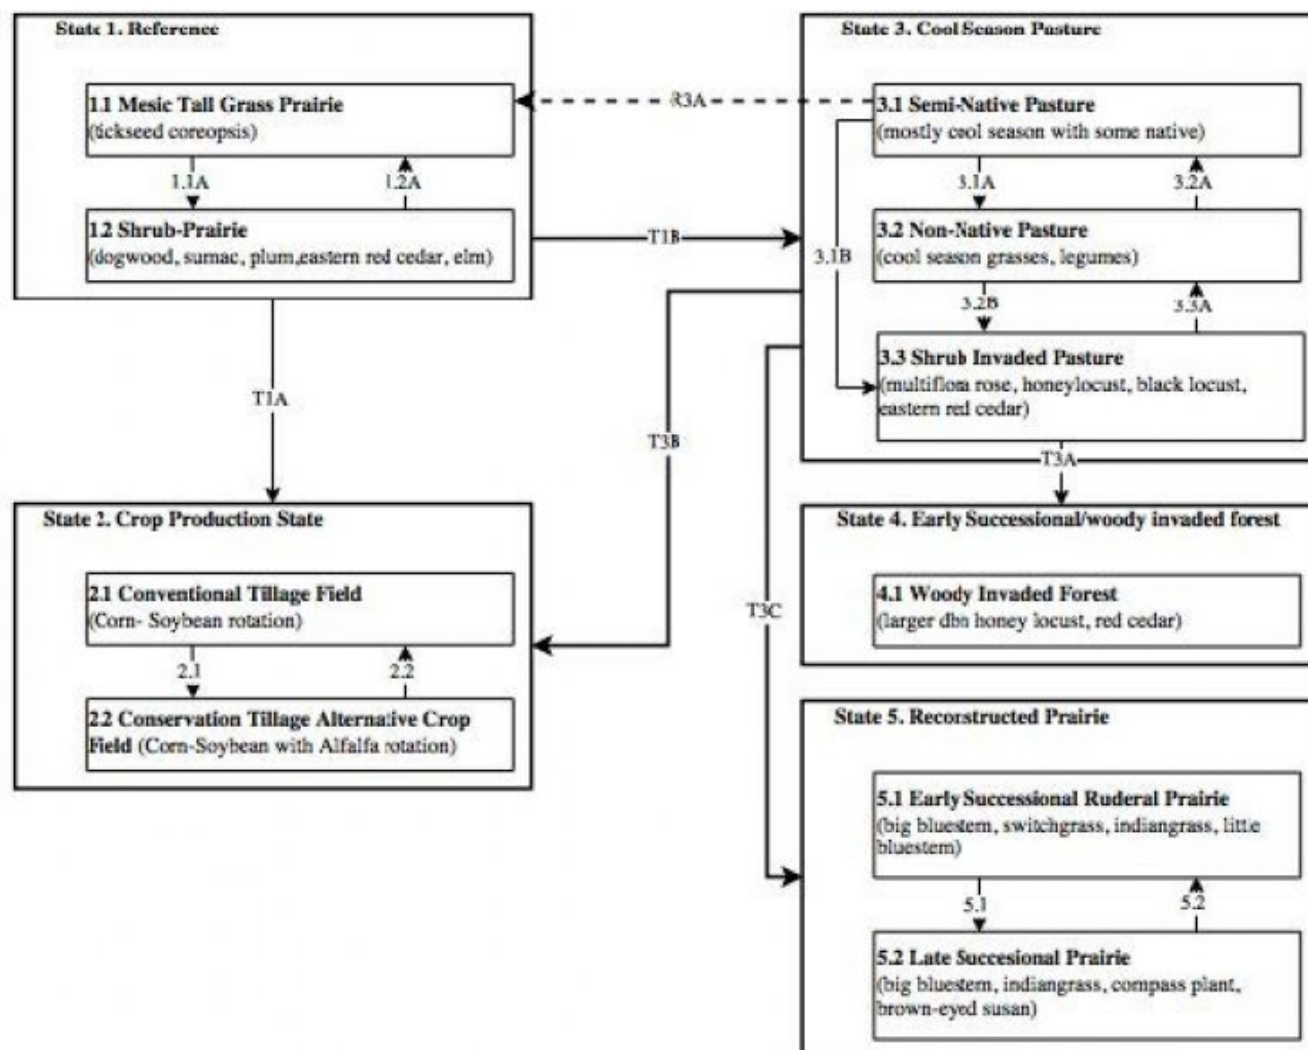 State 1. Reference
1.1 Mesic Tall Grass Prairie
(tickseed coreopsis)
1.1A
1.2A
1.2 Shrub-Prairie
(dogwood, sumac, plum,eastern red cedar, elm)
T1A
T1B
R3A
State 3. Cool Season Pasture
3.1 Semi-Native Pasture
(mostly cool season with some native)
3.1A
3.2A
3.1B
3.2 Non-Native Pasture
(cool season grasses, legumes)
3.2B
3.3A
3.3 Shrub Invaded Pasture
(multiflora rose, honeylocust, black locust,
eastern red cedar)
T3A
T3B
T3C
State 2. Crop Production State
2.1 Conventional Tillage Field
(Corn- Soybean rotation)
2.1
2.2
2.2 Conservation Tillage Alternative Crop
Field (Corn-Soybean with Alfalfa rotation)
State 4. Early Successional/woody invaded forest
4.1 Woody Invaded Forest
(larger dbh honey locust, red cedar)
State 5. Reconstructed Prairie
5.1 Early Successional Ruderal Prairie
(big bluestem, switchgrass, indiangrass, little
bluestem)
5.1
5.2
5.2 Late Succesional Prairie
(big bluestem, indiangrass, compass plant,
brown-eyed susan)